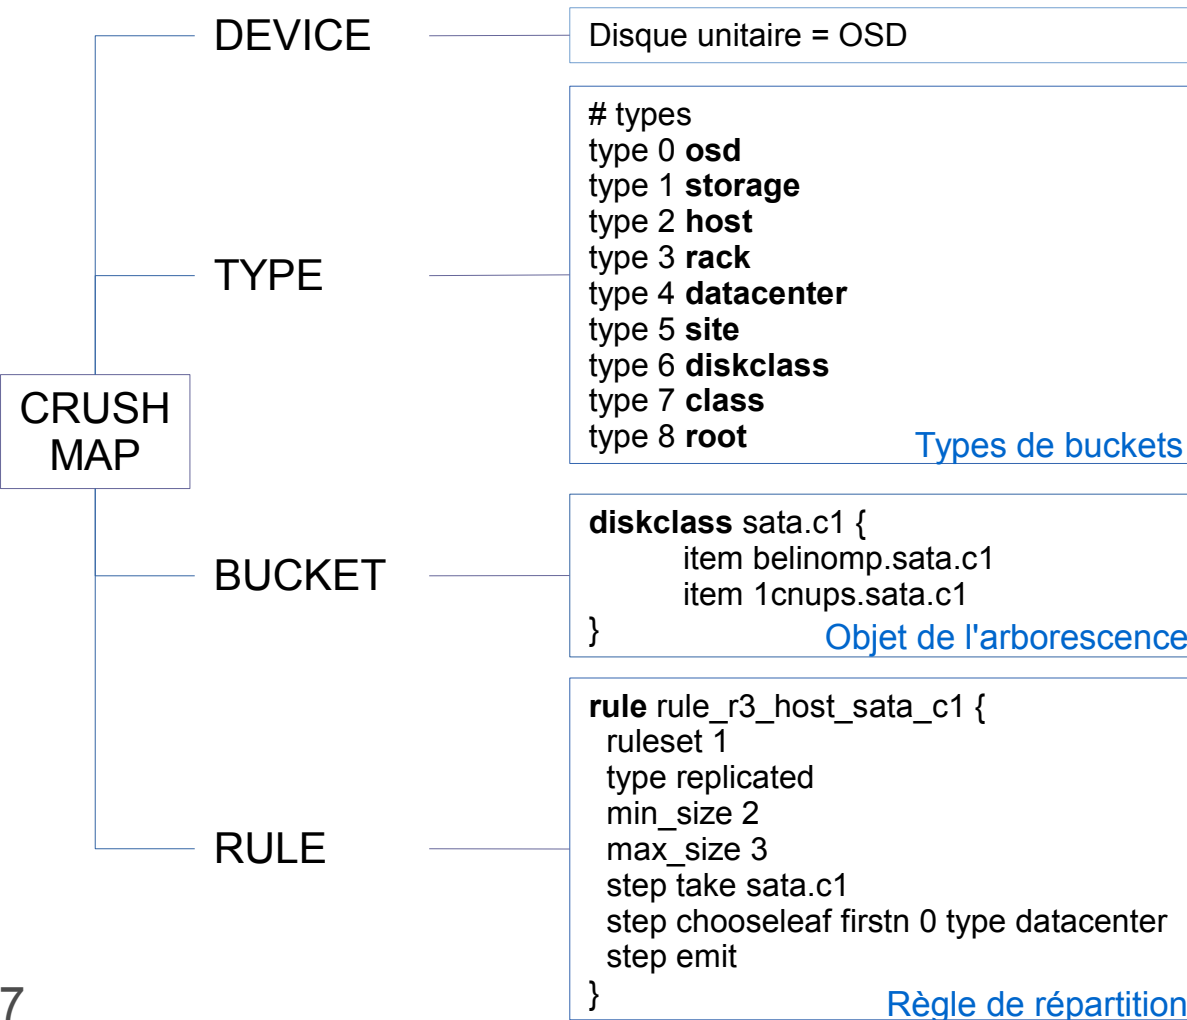 DEVICE
Disque unitaire = OSD
# types
type 0 osd
type 1 storage
type 2 host
type 3 rack
type 4 datacenter
type 5 site
type 6 diskclass
type 7 class
type 8 root
Types de buckets
TYPE
CRUSH
MAP
diskclass sata.c1 {
item belinomp.sata.c1
item 1cnups.sata.c1
}
Objet de l'arborescence
BUCKET
rule rule_r3_host_sata_c1 {
ruleset 1
type replicated
min_size 2
max_size 3
step take sata.c1
step chooseleaf firstn 0 type datacenter
step emit
}
Règle de répartition
RULE
7